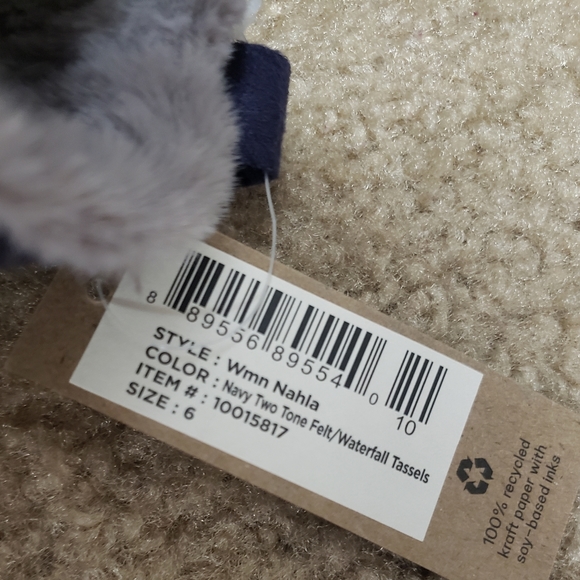 8 89556 89554 0 10
STYLE : Wmn Nahla
COLOR : Navy Two Tone Felt/Waterfall Tassels
ITEM # : 10015817
SIZE : 6
100% recycled
kraft paper with
soy-based inks